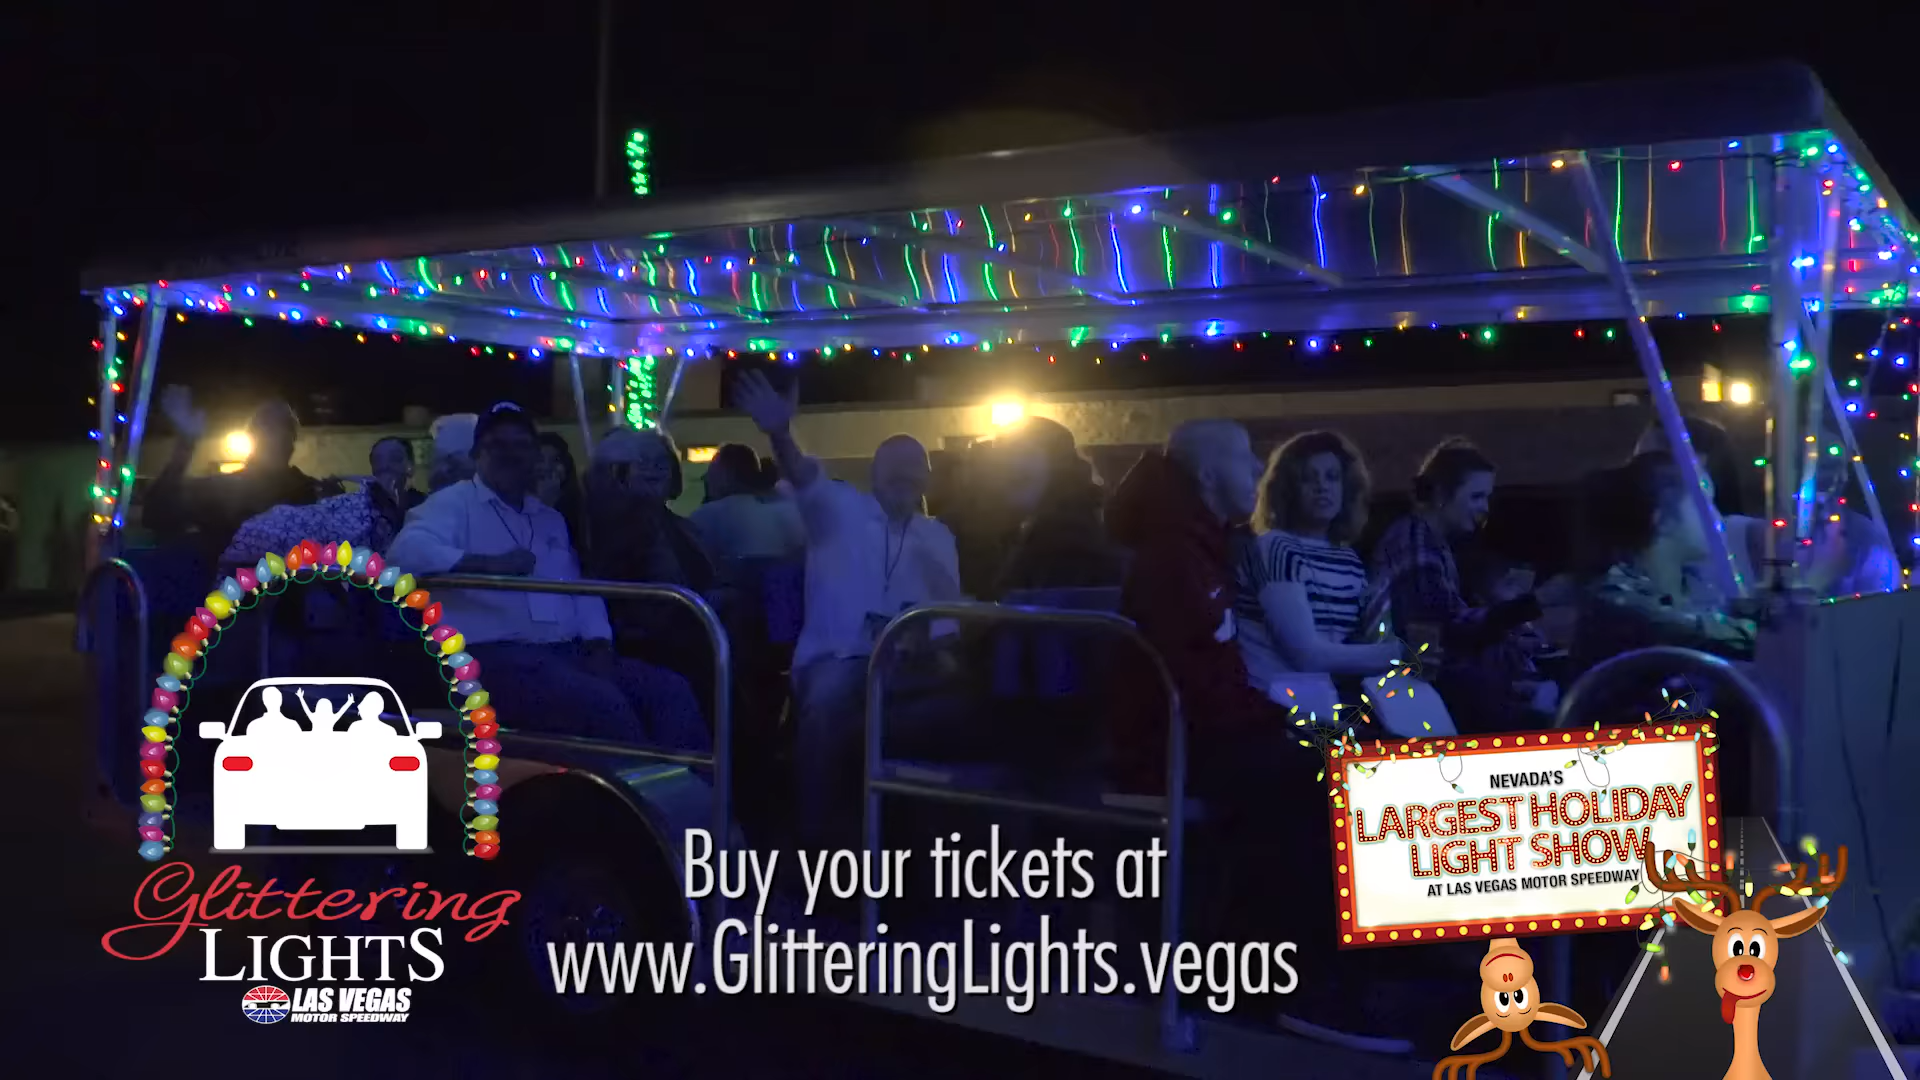 Glittering
LIGHTS
LAS VEGAS
MOTOR SPEEDWAY
Buy your tickets at
www.GlitteringLights.vegas
NEVADA'S
LARGEST HOLIDAY
LIGHT SHOW
AT LAS VEGAS MOTOR SPEEDWAY